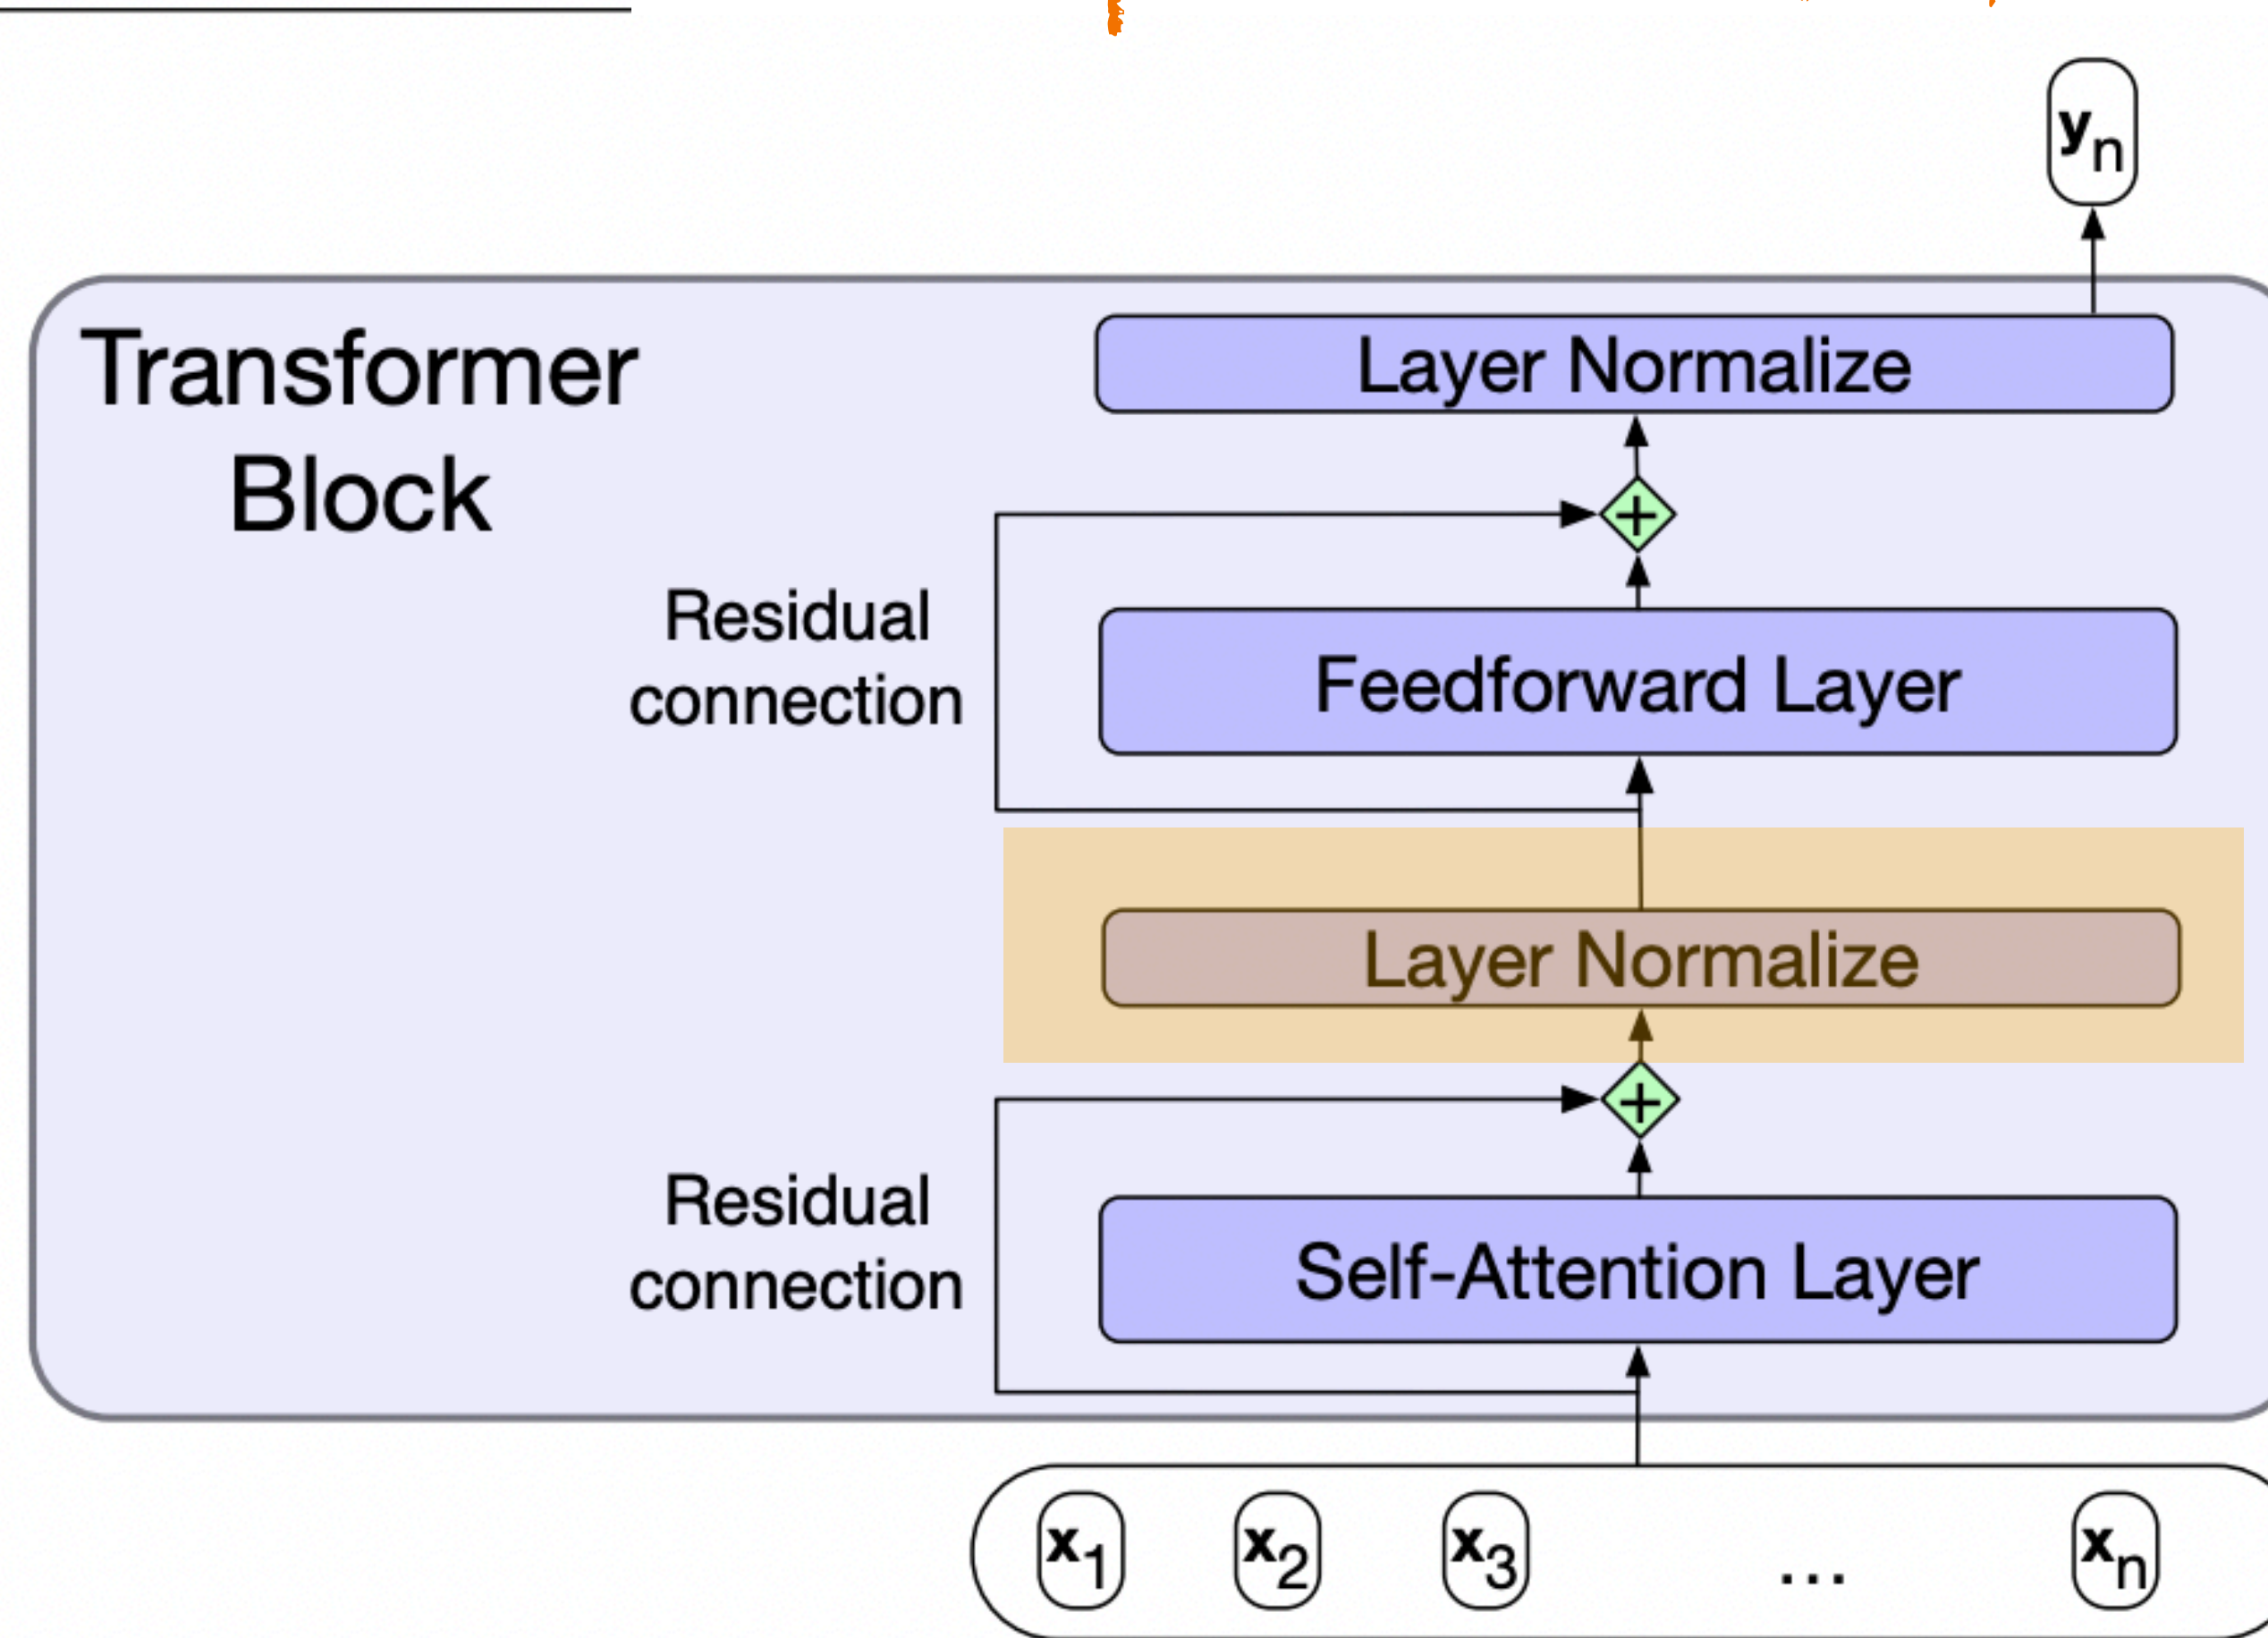 yn
Transformer
Block
Layer Normalize
+
Residual
connection
Feedforward Layer
Layer Normalize
+
Residual
connection
Self-Attention Layer
x1 x2 x3 ... xn